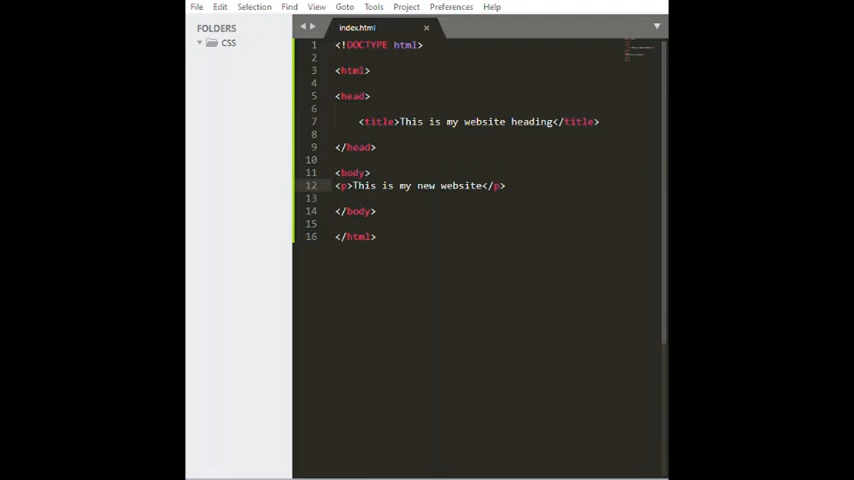 File Edit Selection Find View Goto Tools Project Preferences Help
FOLDERS
CSS
index.html
1 <!DOCTYPE html>
2
3 <html>
4
5 <head>
6
7 <title>This is my website heading</title>
8
9 </head>
10
11 <body>
12 <p>This is my new website</p>
13
14 </body>
15
16 </html>